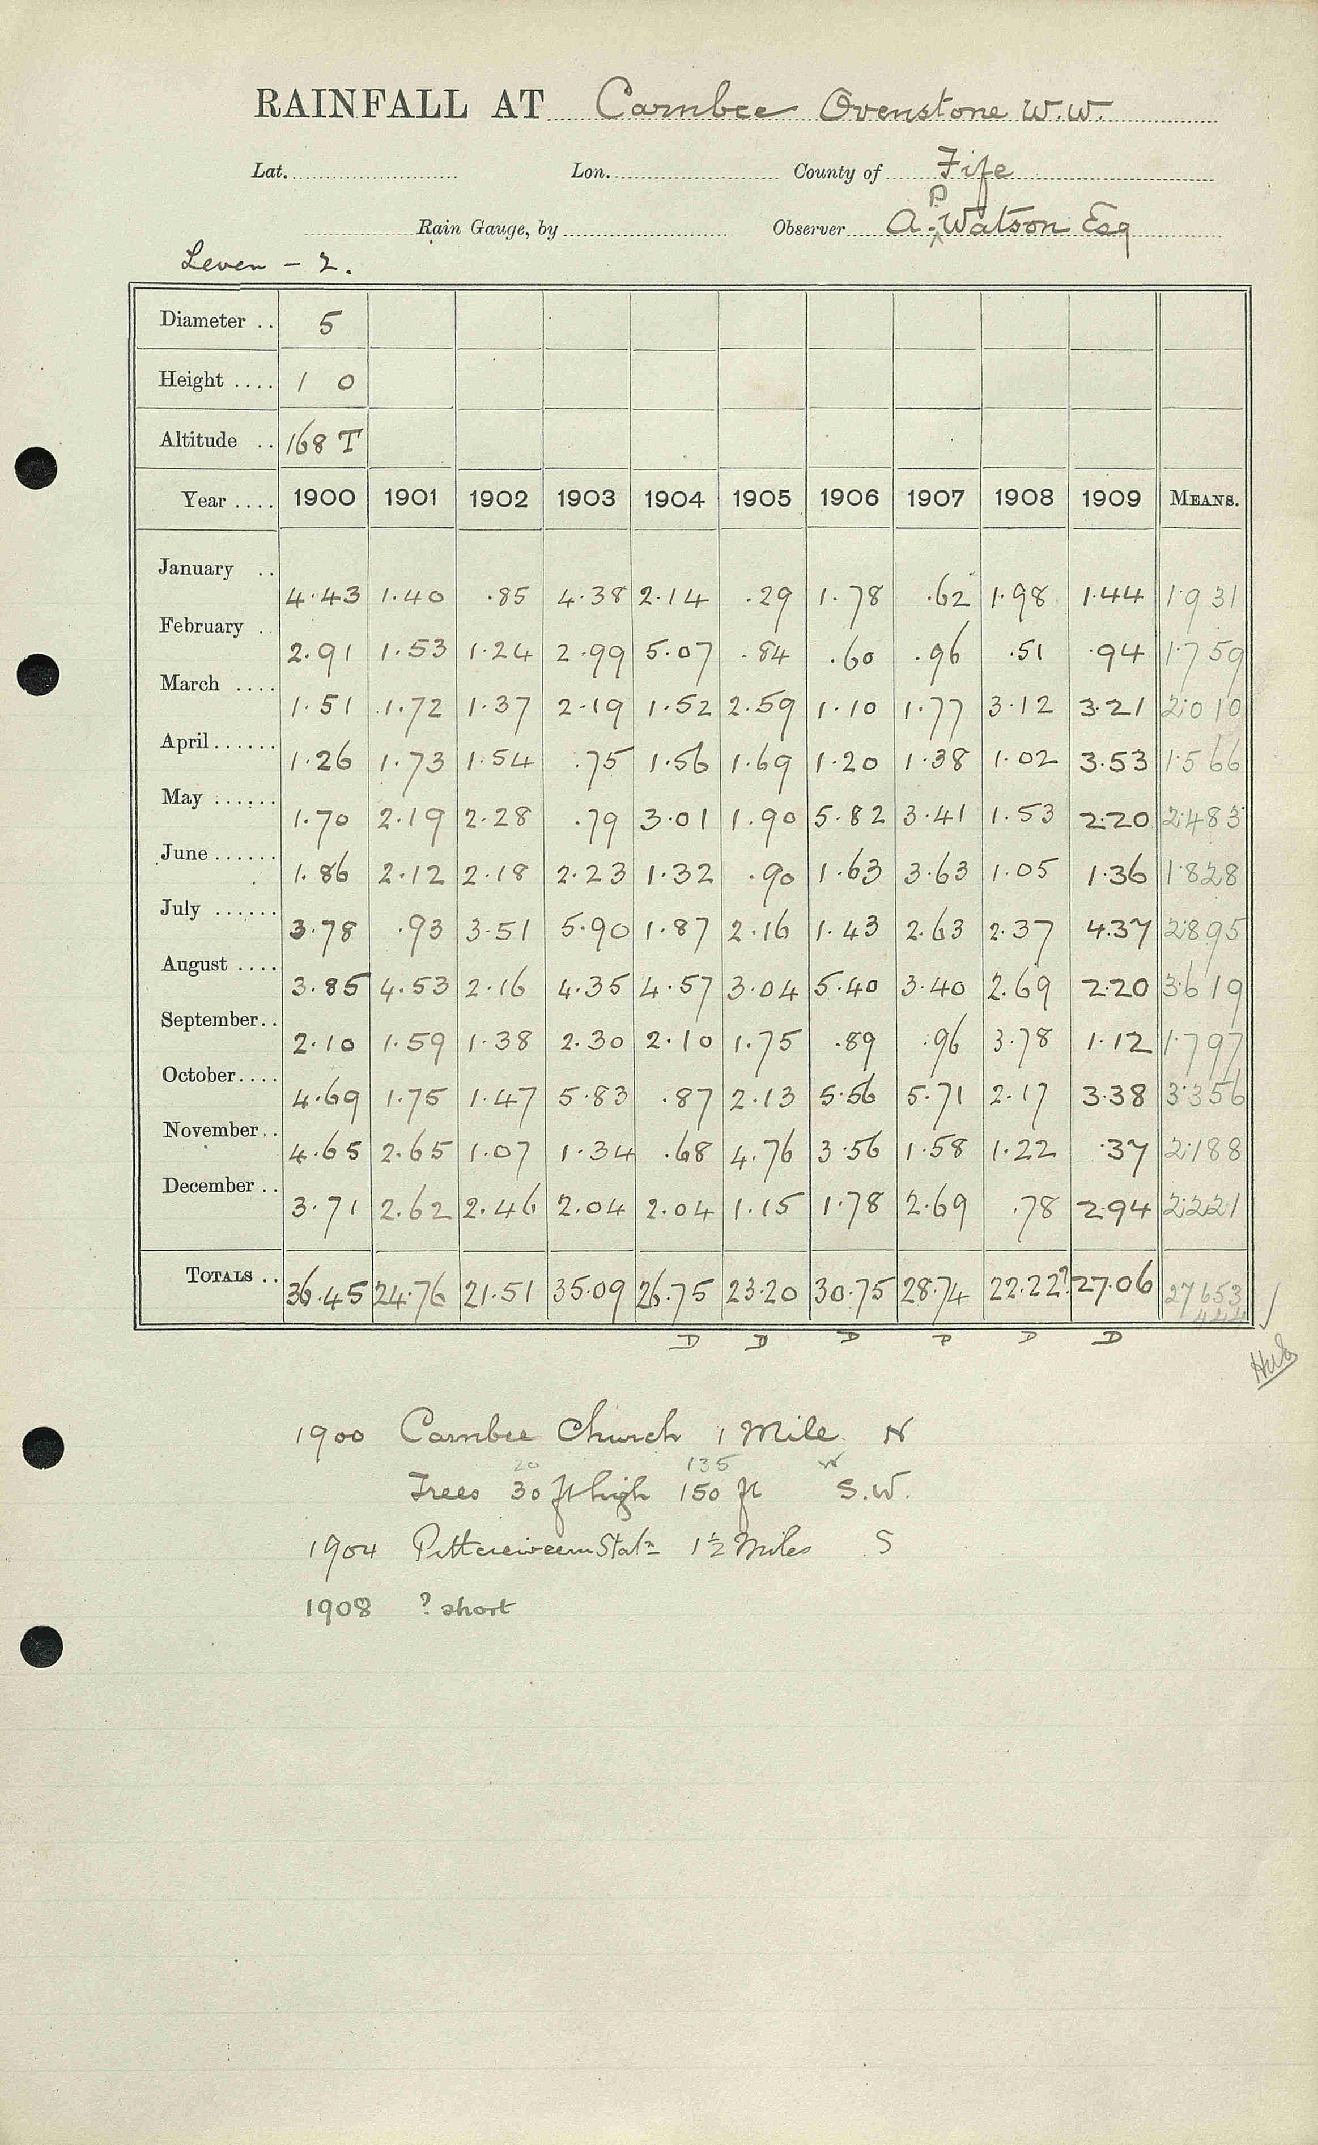 RAINFALL AT Carnbee Ovenstone W.W.
Lat. Lon. County of Fife
P
Rain Gauge, by Observer A. ^ Watson Esq
Leven - 2.
Diameter .. 5
Height .... 1 0
Altitude .. 168 T
Year .... 1900 1901 1902 1903 1904 1905 1906 1907 1908 1909 MEANS.
January .. 4.43 1.40 .85 4.38 2.14 .29 1.78 .62 1.98 1.44 1.931
February .. 2.91 1.53 1.24 2.99 5.07 .84 .60 .96 .51 .94 1.759
March .... 1.51 1.72 1.37 2.19 1.52 2.59 1.10 1.77 3.12 3.21 2.010
April...... 1.26 1.73 1.54 .75 1.56 1.69 1.20 1.38 1.02 3.53 1.566
May ...... 1.70 2.19 2.28 .79 3.01 1.90 5.82 3.41 1.53 2.20 2.483
June...... 1.86 2.12 2.18 2.23 1.32 .90 1.63 3.63 1.05 1.36 1.828
July ...... 3.78 .93 3.51 5.90 1.87 2.16 1.43 2.63 2.37 4.37 2.895
August .... 3.85 4.53 2.16 4.35 4.57 3.04 5.40 3.40 2.69 2.20 3.619
September.. 2.10 1.59 1.38 2.30 2.10 1.75 .89 .96 3.78 1.12 1.797
October.... 4.69 1.75 1.47 5.83 .87 2.13 5.56 5.71 2.17 3.38 3.356
November.. 4.65 2.65 1.07 1.34 .68 4.76 3.56 1.58 1.22 .37 2.188
December .. 3.71 2.62 2.46 2.04 2.04 1.15 1.78 2.69 .78 2.94 2.221
TOTALS .. 36.45 24.76 21.51 35.09 26.75 23.20 30.75 28.74 22.22? 27.06 27653
D D D P D D
1900 Carnbee Church 1 Mile N
20 135 W
Trees 30 ft high 150 ft S.W.
1904 Pittenweem Statn 1½ Miles S
1908 ? short